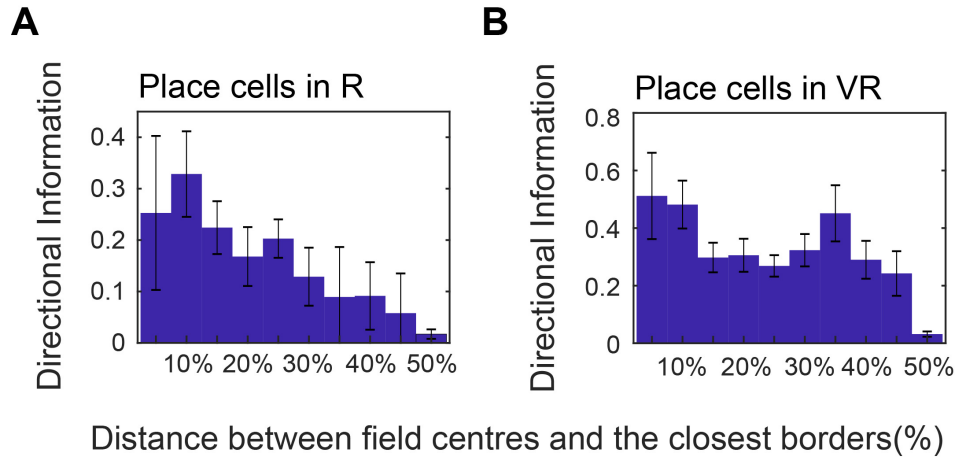 A
Place cells in R
Directional Information
0.4
0.3
0.2
0.1
0
10% 20% 30% 40% 50%
B
Place cells in VR
Directional Information
0.8
0.6
0.4
0.2
0
10% 20% 30% 40% 50%
Distance between field centres and the closest borders(%)